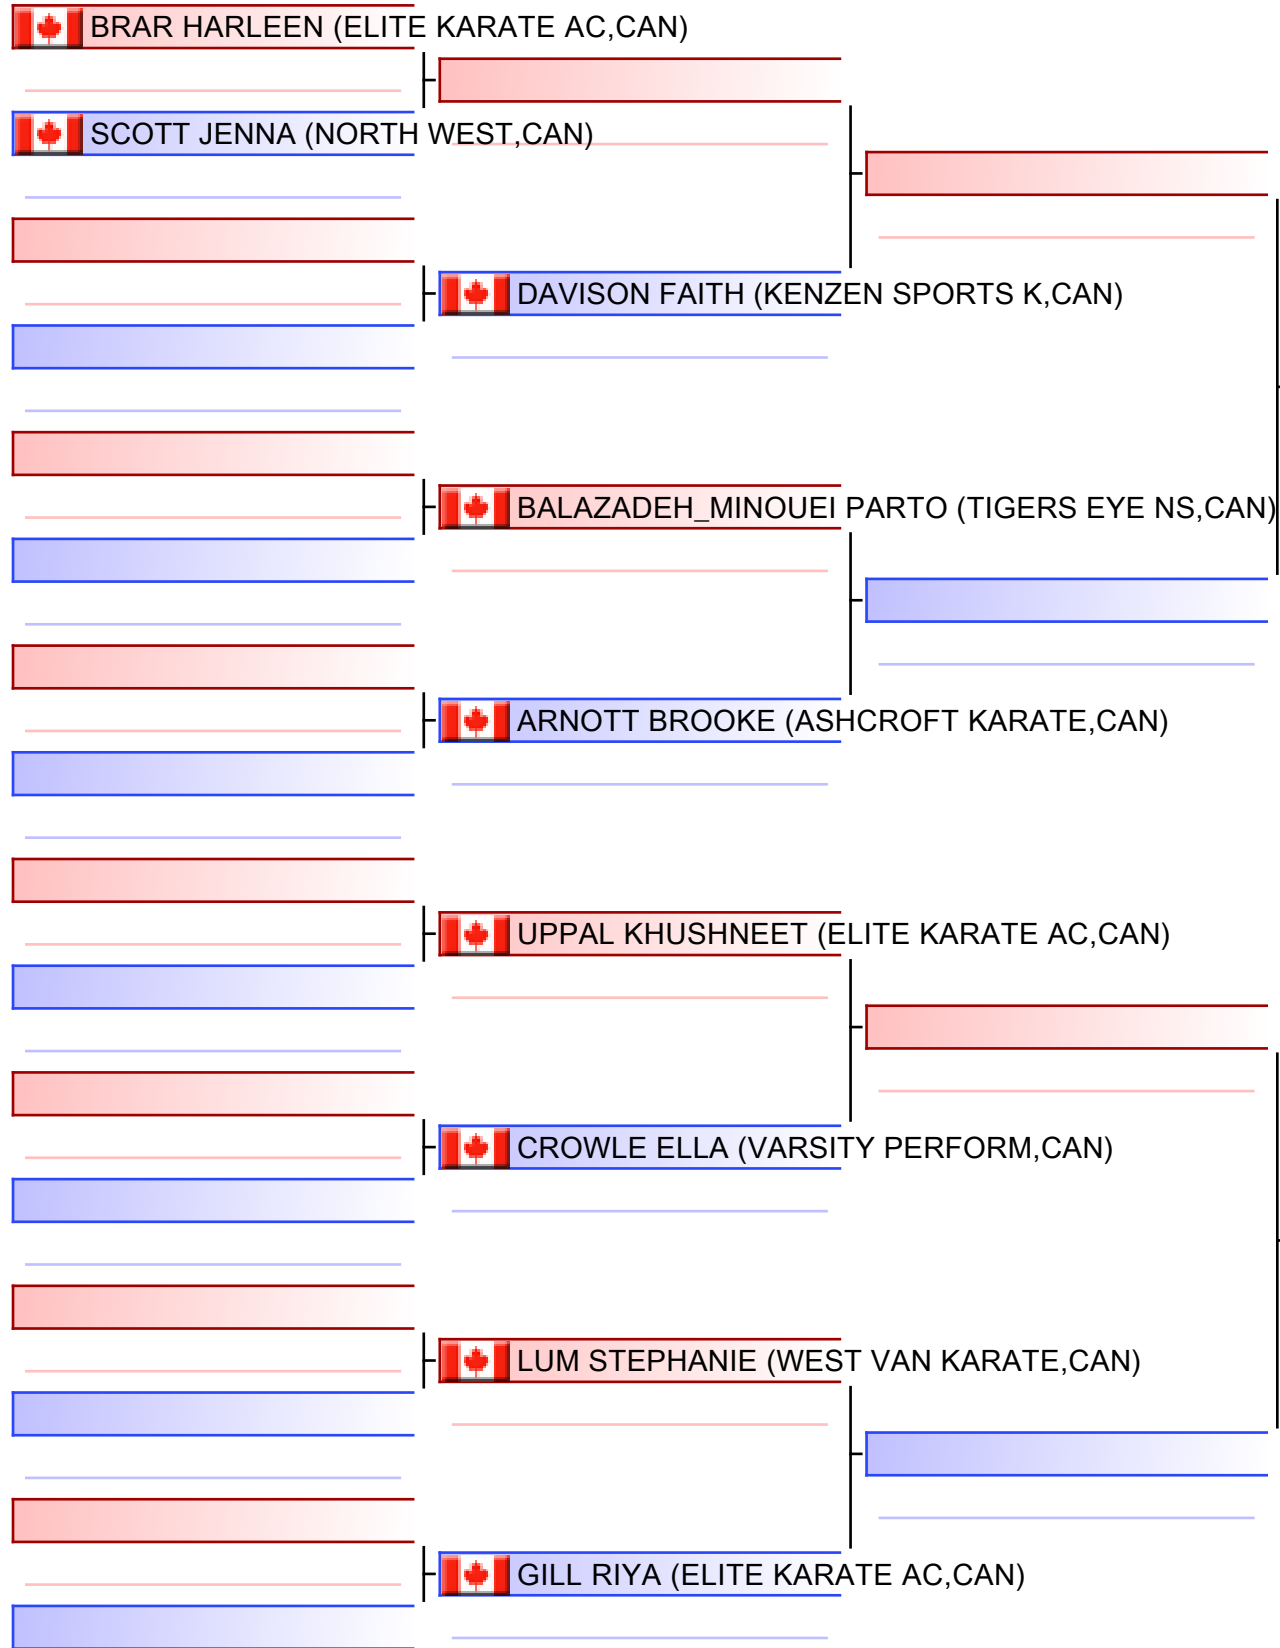 BRAR HARLEEN (ELITE KARATE AC,CAN)
SCOTT JENNA (NORTH WEST,CAN)
DAVISON FAITH (KENZEN SPORTS K,CAN)
BALAZADEH_MINOUEI PARTO (TIGERS EYE NS,CAN)
ARNOTT BROOKE (ASHCROFT KARATE,CAN)
UPPAL KHUSHNEET (ELITE KARATE AC,CAN)
CROWLE ELLA (VARSITY PERFORM,CAN)
LUM STEPHANIE (WEST VAN KARATE,CAN)
GILL RIYA (ELITE KARATE AC,CAN)